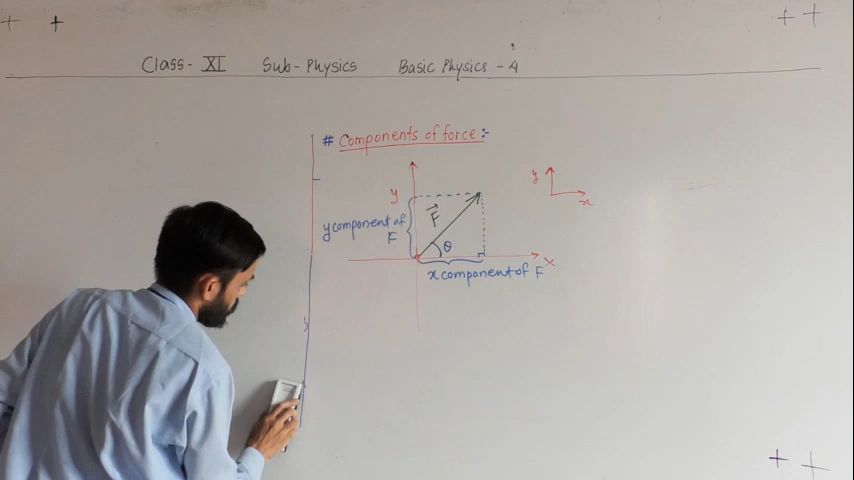 Class- XI Sub- Physics Basic Physics - 4
# Components of force :-
y
y
x
F
θ
y component of
F
X
x component of F